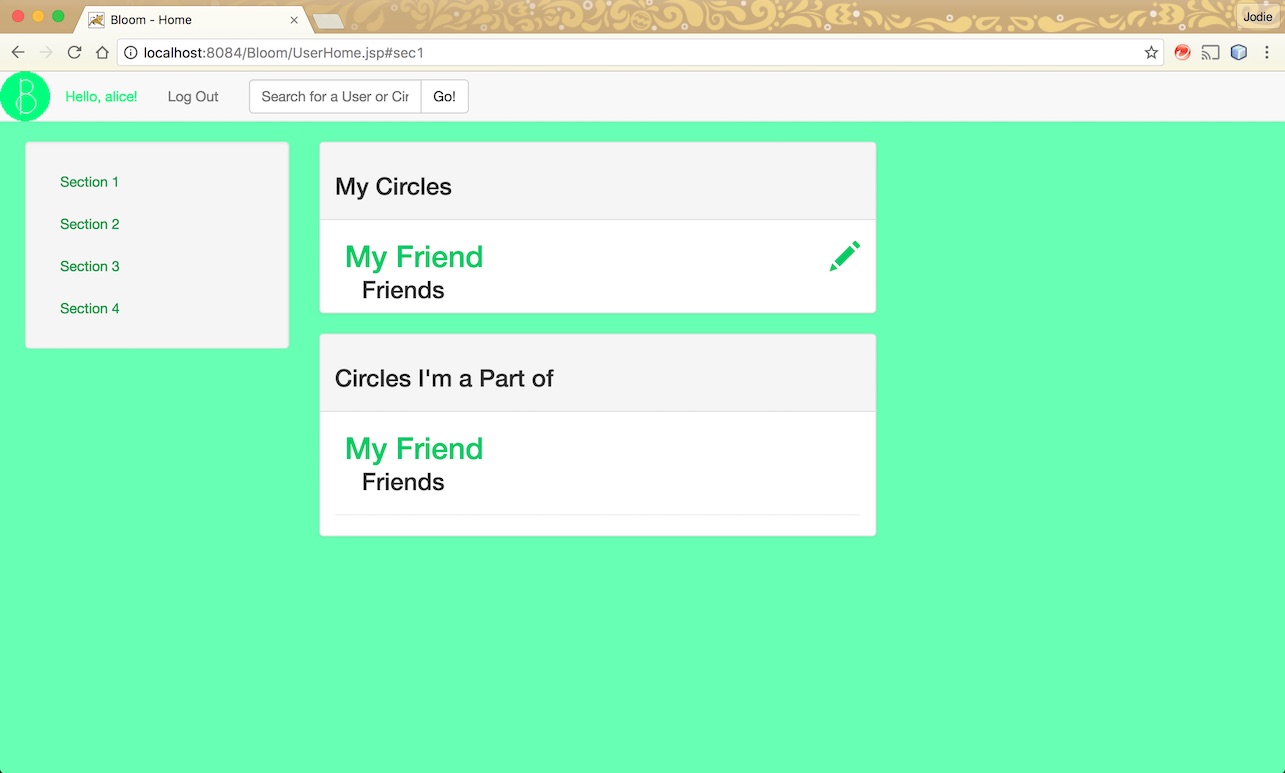 Bloom - Home
Jodie
localhost:8084/Bloom/UserHome.jsp#sec1
B
Hello, alice!
Log Out
Search for a User or Cir
Go!
Section 1
Section 2
Section 3
Section 4
My Circles
My Friend
Friends
Circles I'm a Part of
My Friend
Friends